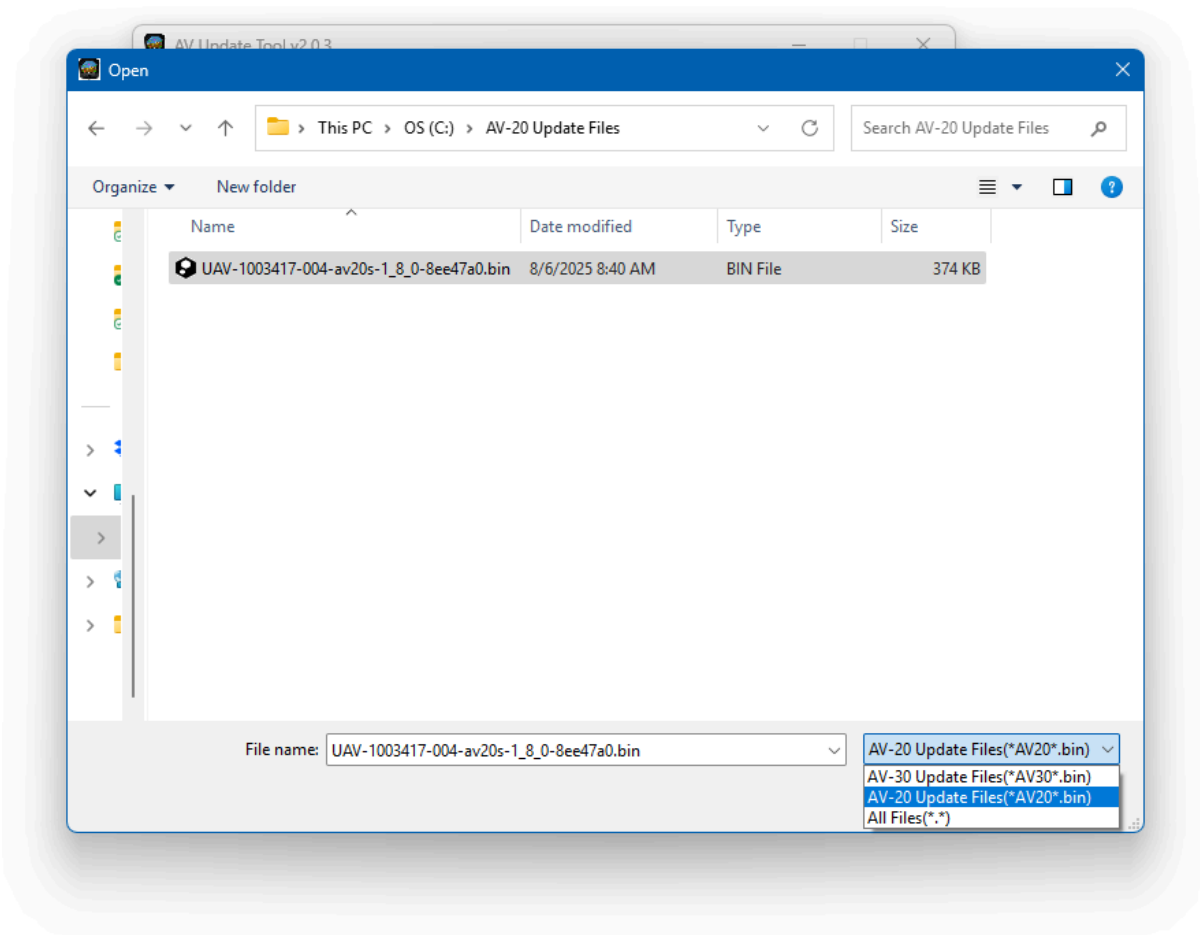 AV Update Tool v2.0.3
Open
This PC > OS (C:) > AV-20 Update Files
Search AV-20 Update Files
Organize New folder
Name Date modified Type Size
UAV-1003417-004-av20s-1_8_0-8ee47a0.bin 8/6/2025 8:40 AM BIN File 374 KB
File name: UAV-1003417-004-av20s-1_8_0-8ee47a0.bin AV-20 Update Files(*AV20*.bin)
AV-30 Update Files(*AV30*.bin)
AV-20 Update Files(*AV20*.bin)
All Files(*.*)